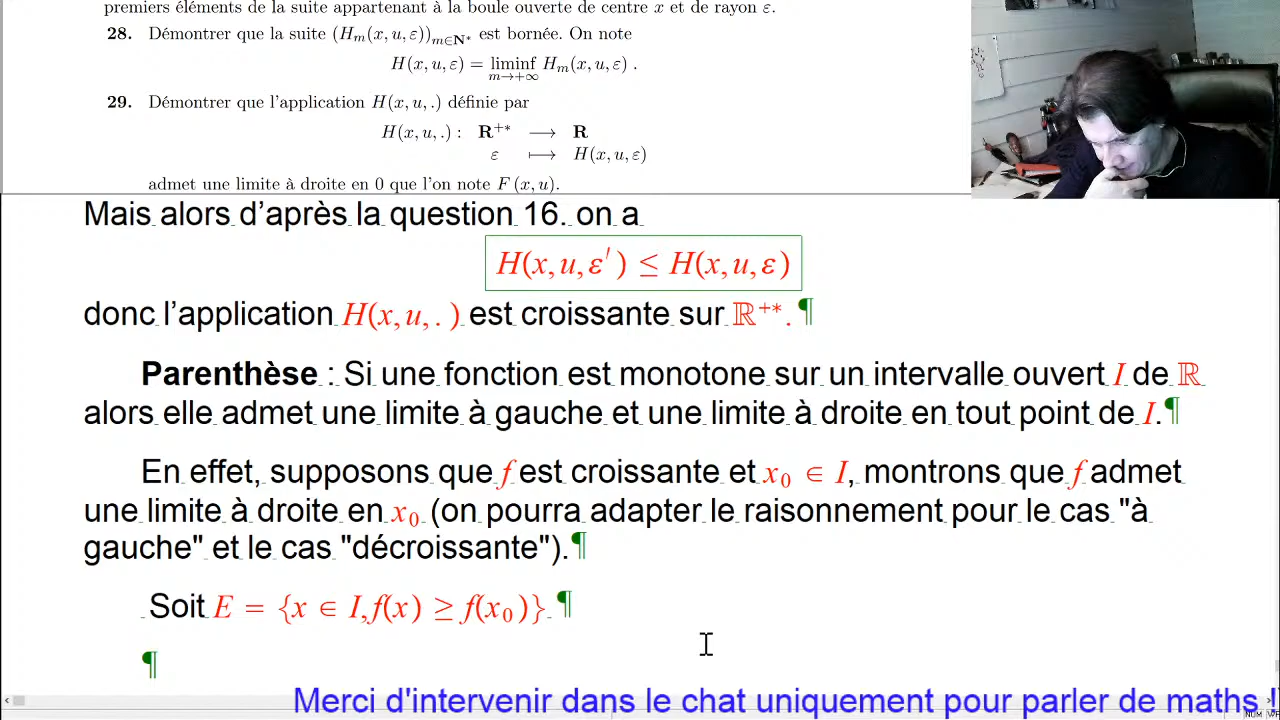 premiers éléments de la suite appartenant à la boule ouverte de centre x et de rayon ε.
28. Démontrer que la suite (H_m(x, u, ε))_{m∈N*} est bornée. On note
H(x, u, ε) = liminf_{m→+∞} H_m(x, u, ε) .
29. Démontrer que l'application H(x, u, .) définie par
H(x, u, .) : R^{+*} ⟶ R
ε ⟼ H(x, u, ε)
admet une limite à droite en 0 que l'on note F (x, u).
Mais alors d'après la question 16. on a
H(x, u, ε′) ≤ H(x, u, ε)
donc l'application H(x, u, . ) est croissante sur ℝ^{+*}. ¶
Parenthèse : Si une fonction est monotone sur un intervalle ouvert I de ℝ
alors elle admet une limite à gauche et une limite à droite en tout point de I. ¶
En effet, supposons que f est croissante et x₀ ∈ I, montrons que f admet
une limite à droite en x₀ (on pourra adapter le raisonnement pour le cas "à
gauche" et le cas "décroissante"). ¶
Soit E = {x ∈ I, f(x) ≥ f(x₀)} ¶
¶
Merci d'intervenir dans le chat uniquement pour parler de maths !